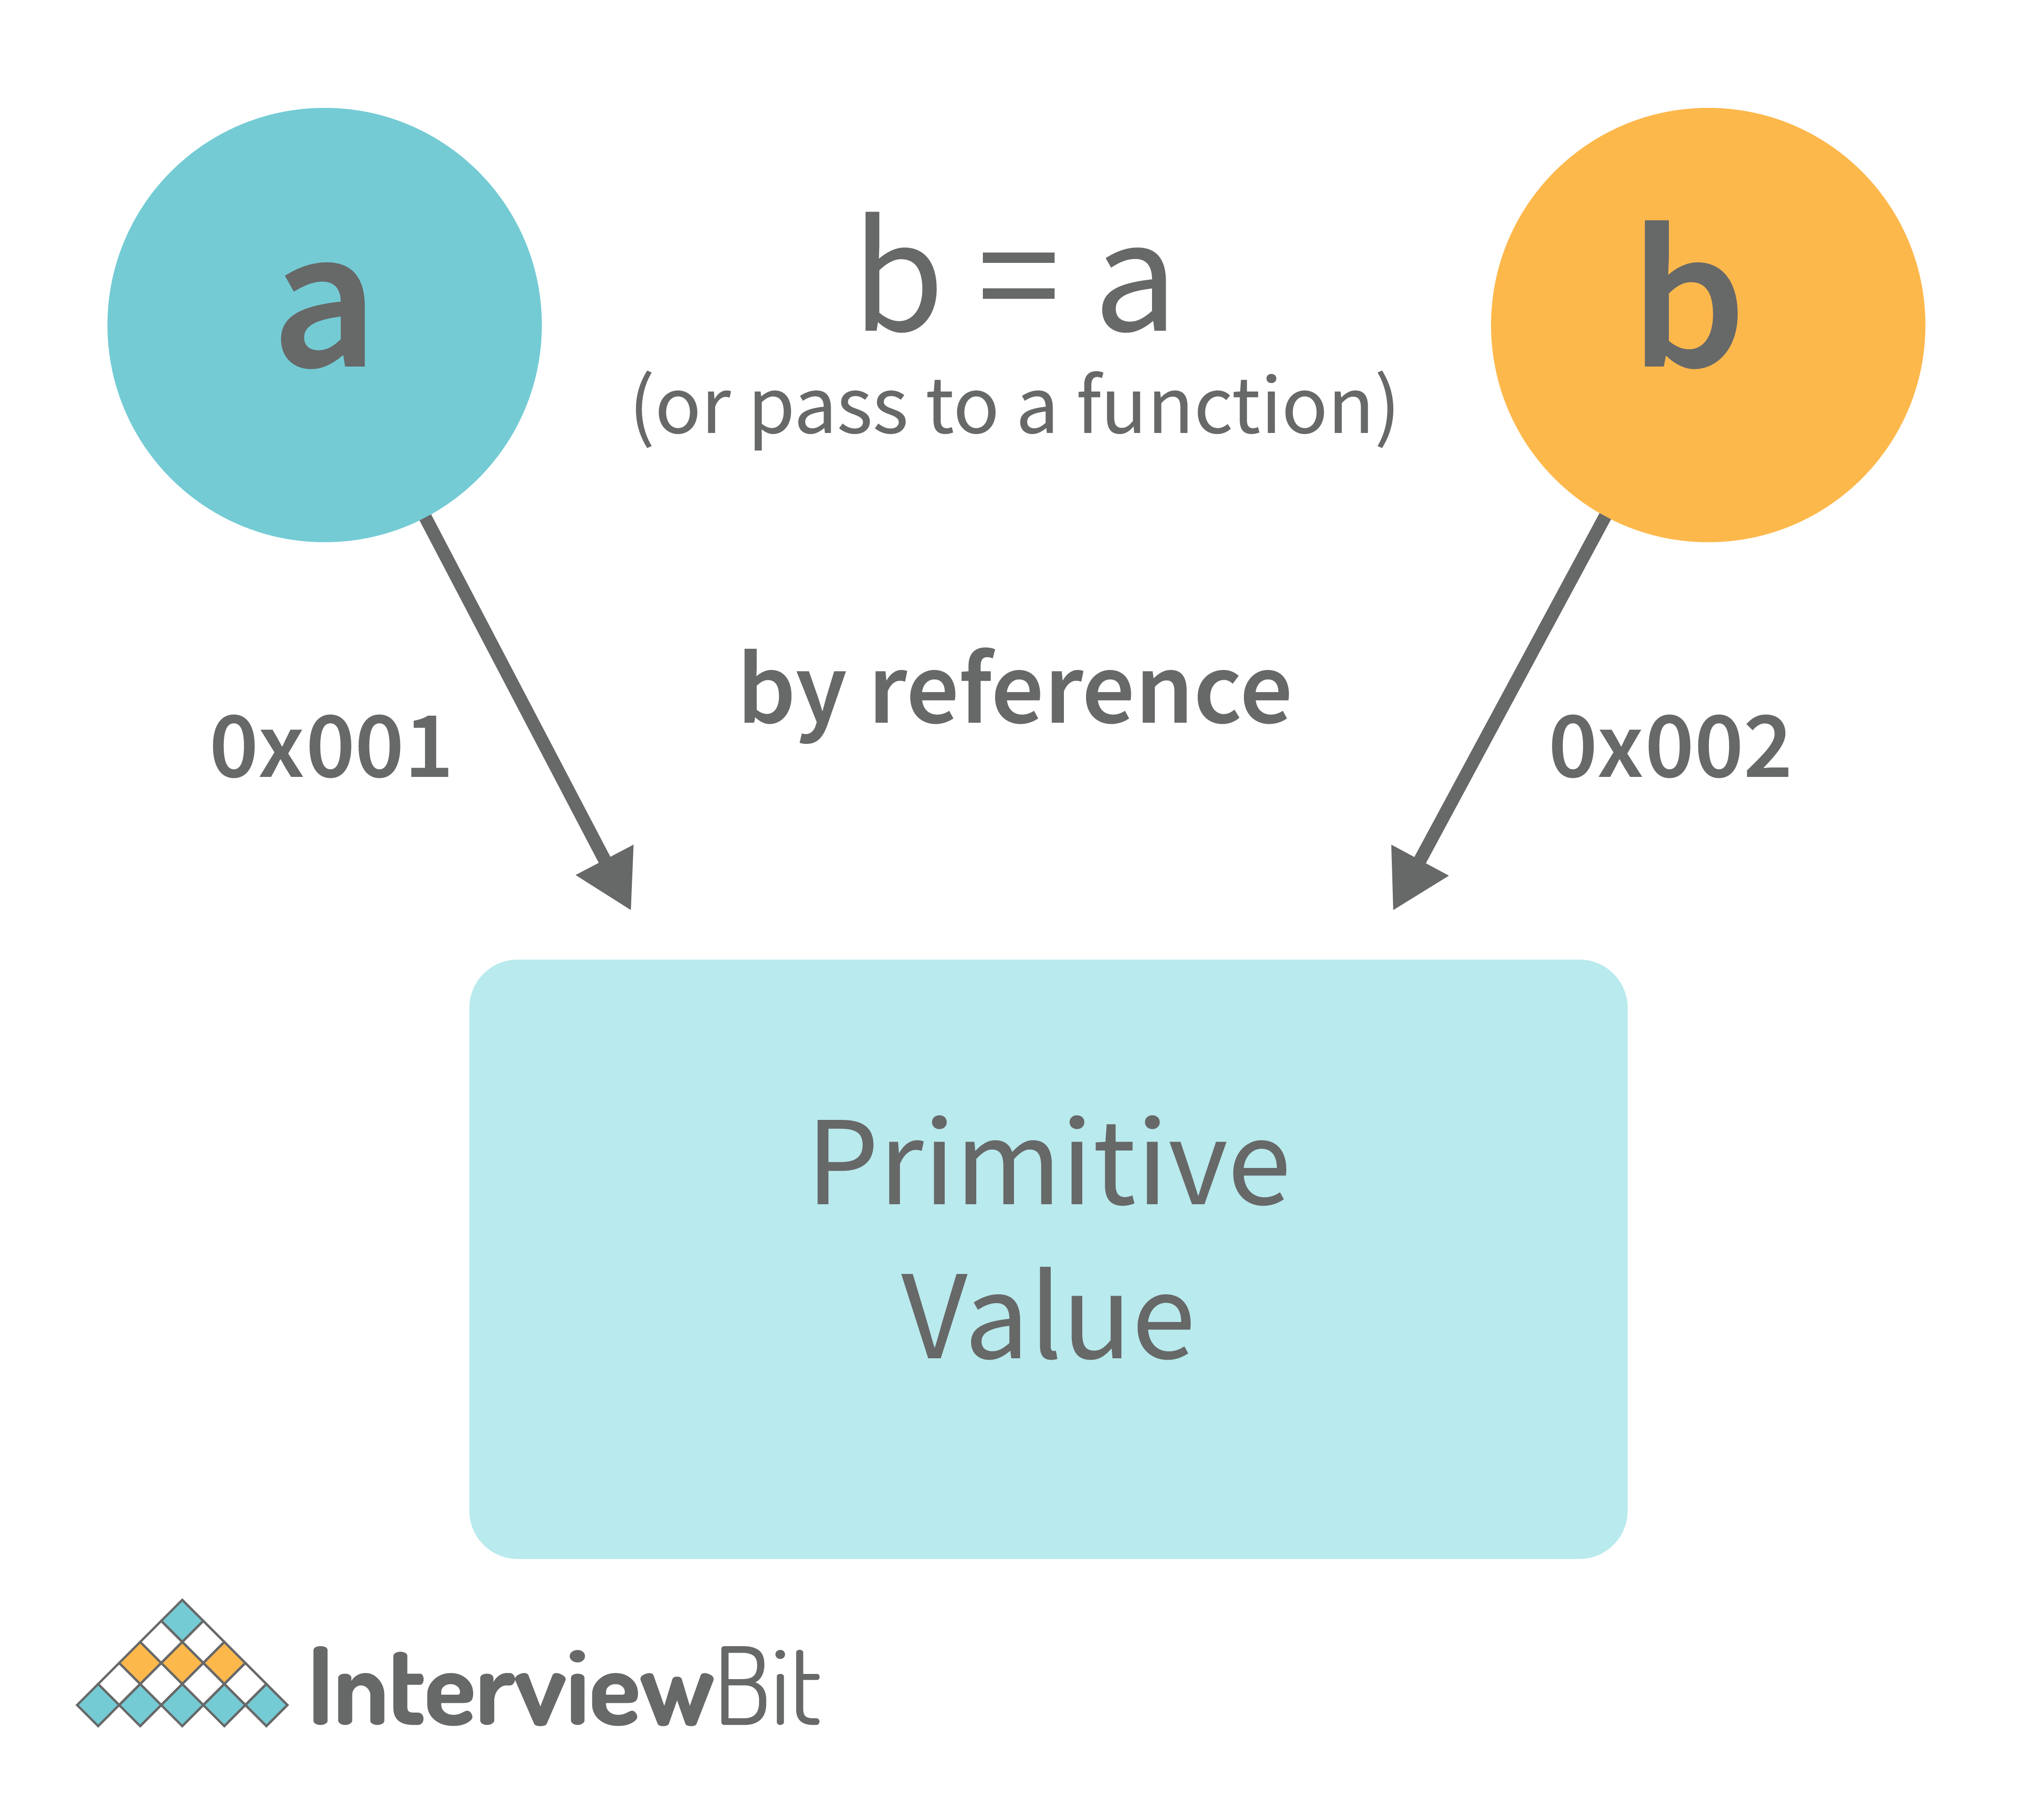 a
b = a
b
(or pass to a function)
by reference
0x001
0x002
Primitive
Value
InterviewBit